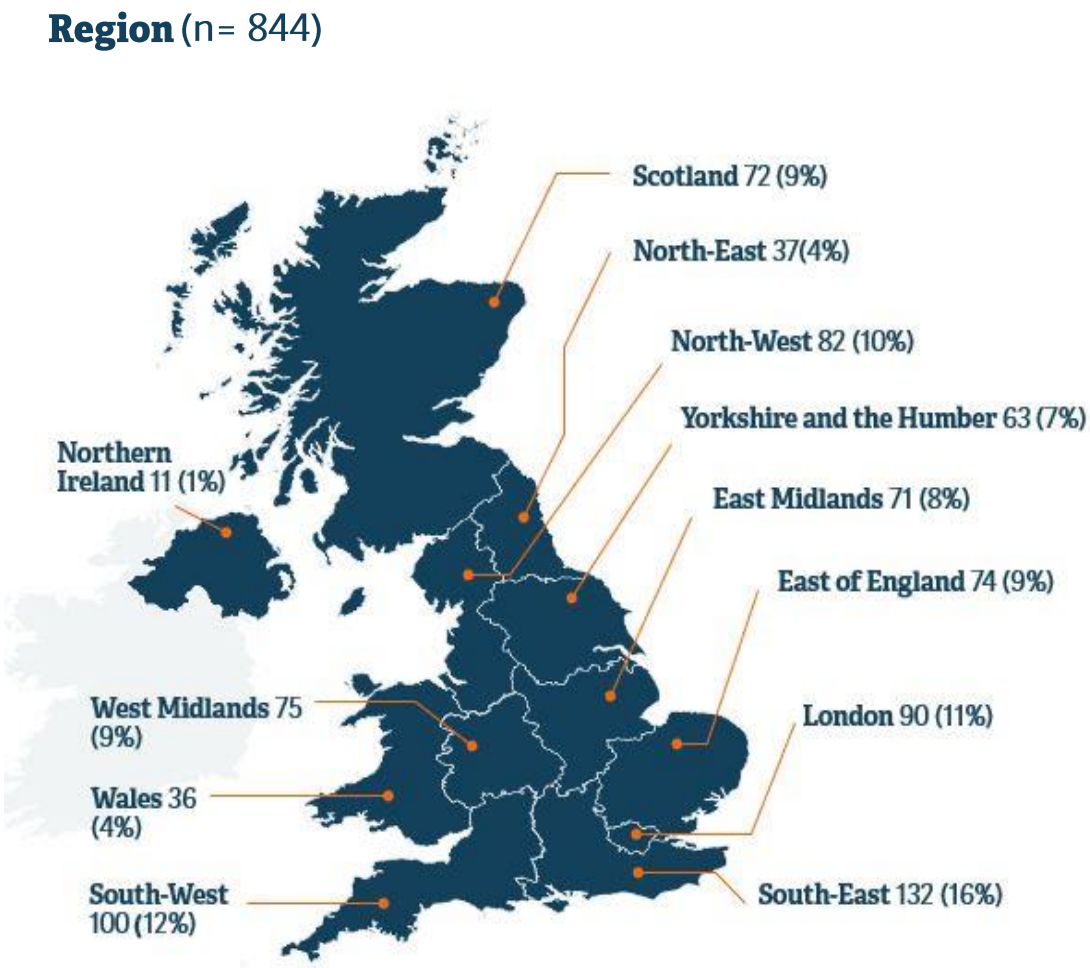 Region (n= 844)
Scotland 72 (9%)
North-East 37(4%)
North-West 82 (10%)
Yorkshire and the Humber 63 (7%)
Northern
Ireland 11 (1%)
East Midlands 71 (8%)
East of England 74 (9%)
West Midlands 75
(9%)
London 90 (11%)
Wales 36
(4%)
South-West
100 (12%)
South-East 132 (16%)